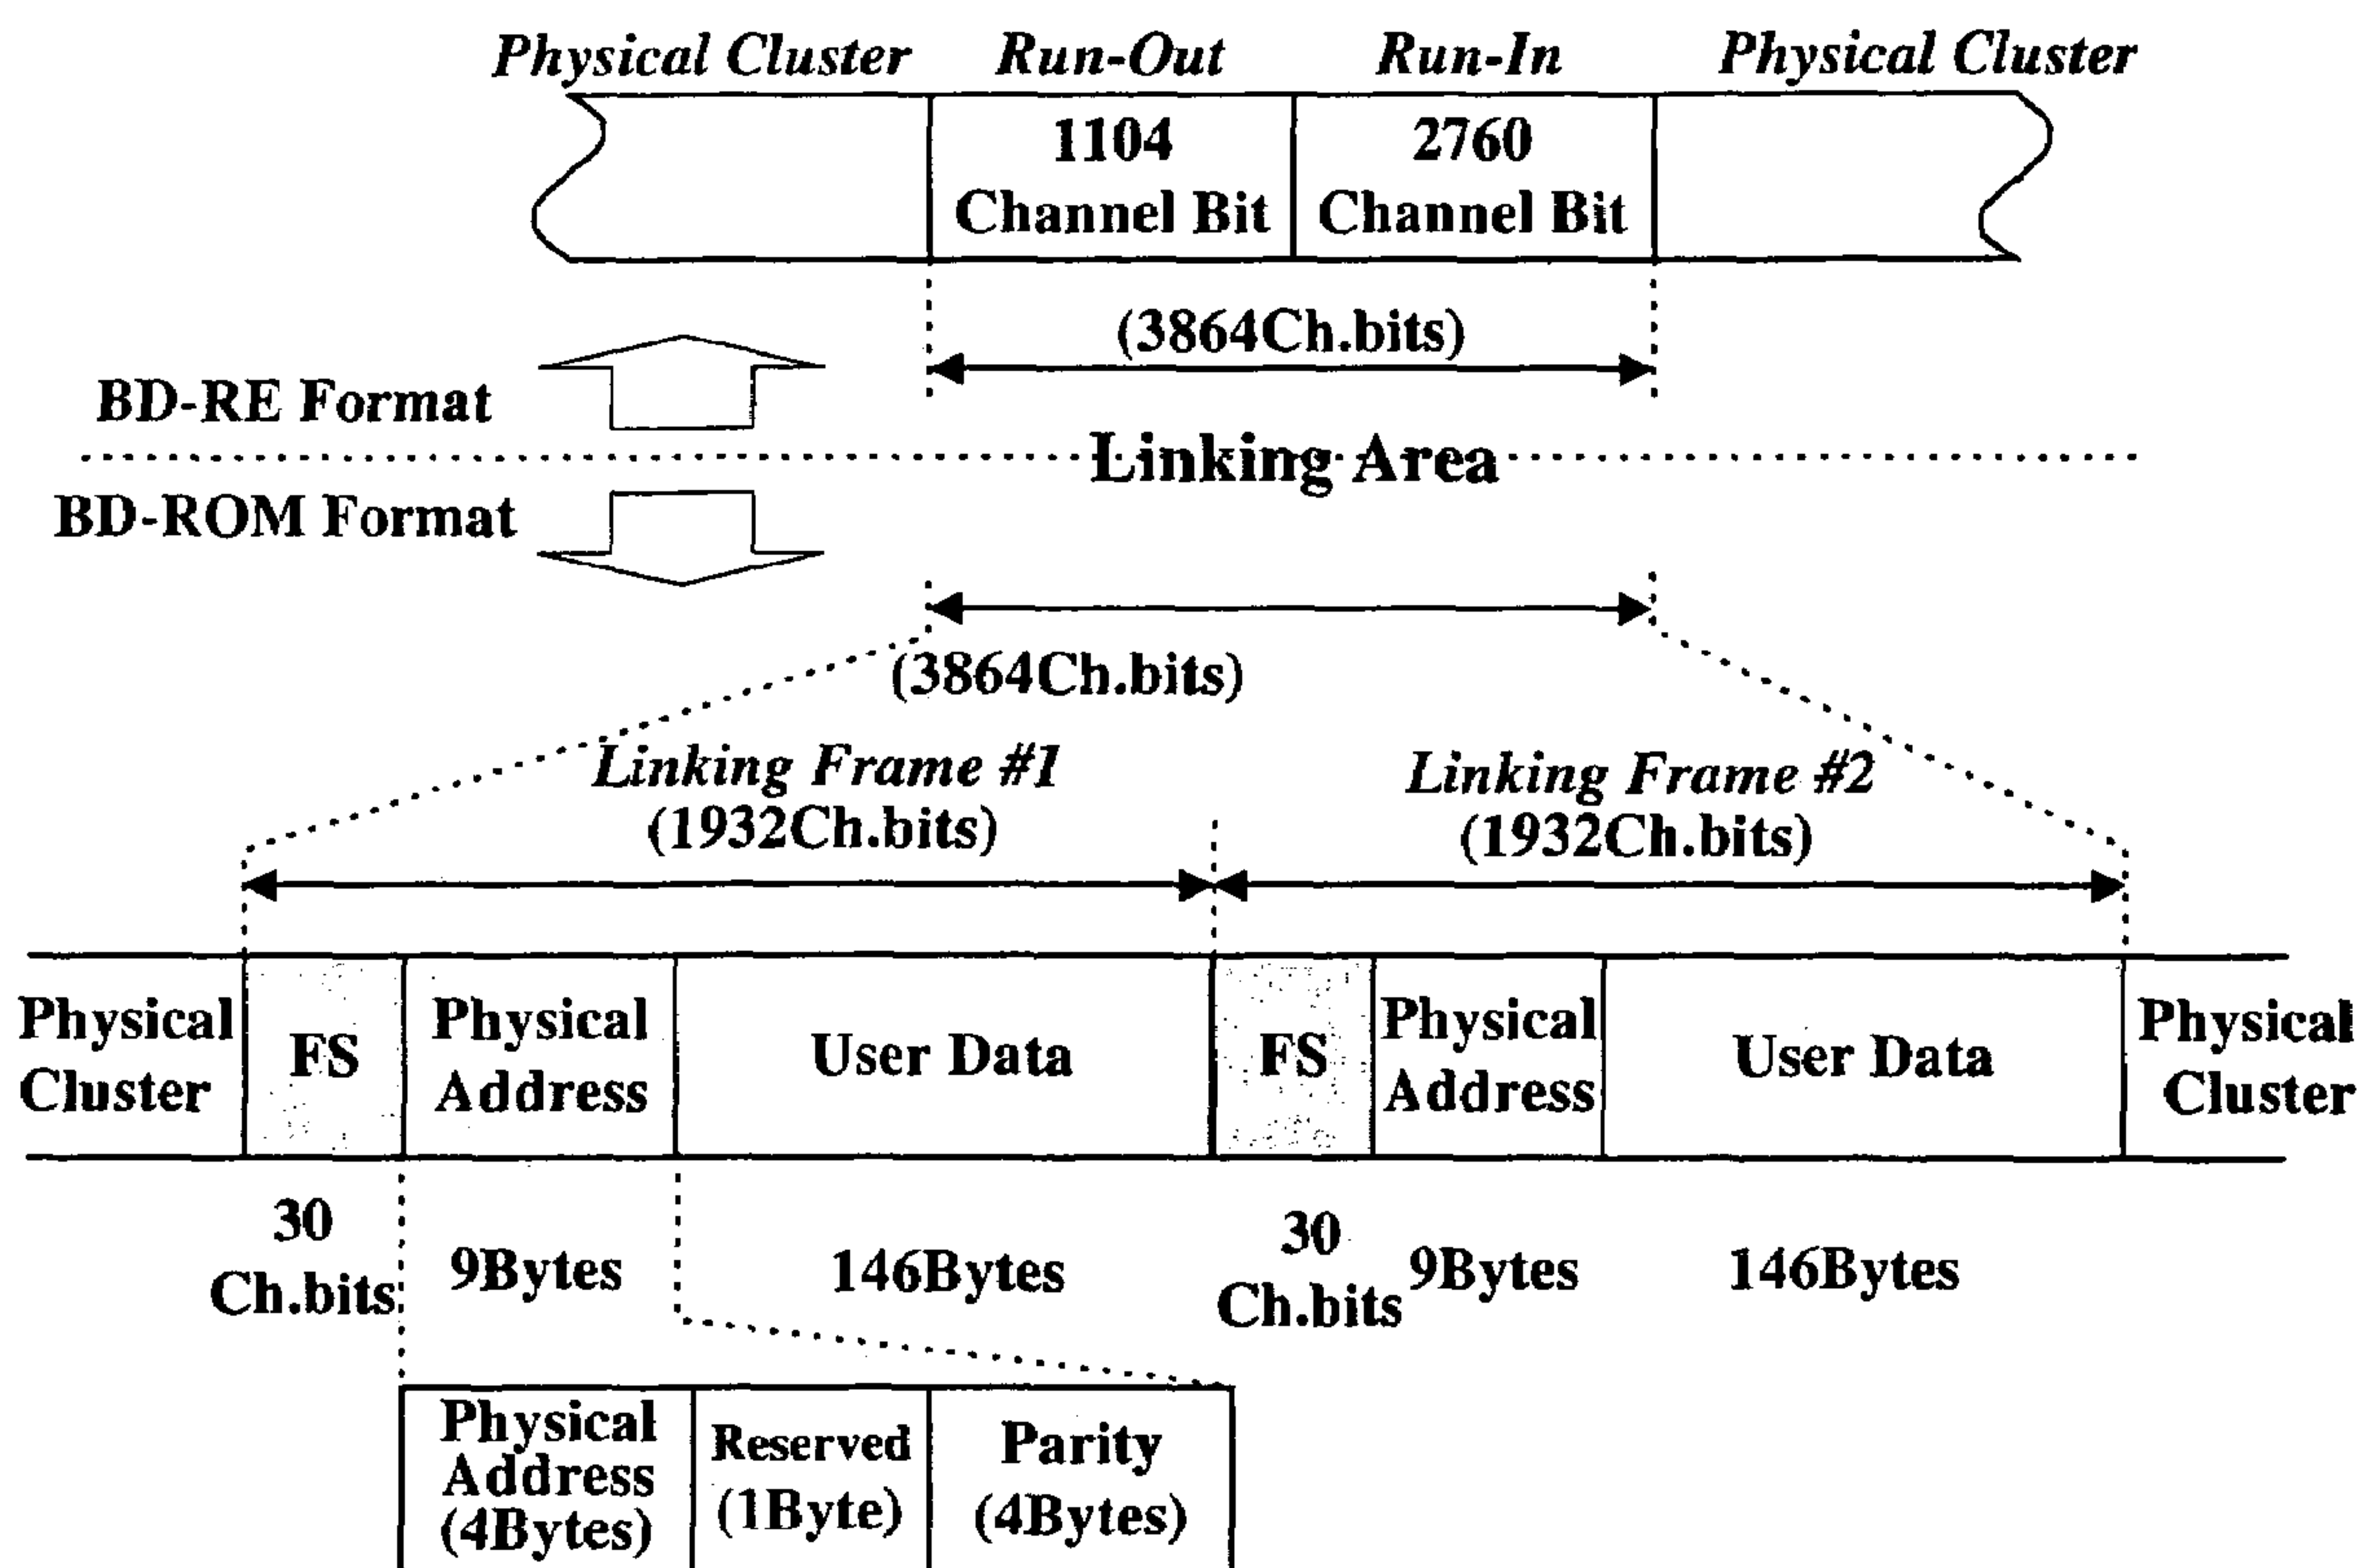 Physical Cluster Run-Out Run-In Physical Cluster
1104 2760
Channel Bit Channel Bit
(3864Ch.bits)
BD-RE Format
Linking Area
BD-ROM Format
(3864Ch.bits)
Linking Frame #1 Linking Frame #2
(1932Ch.bits) (1932Ch.bits)
Physical Cluster
FS
Physical Address
User Data
FS
Physical Address
User Data
Physical Cluster
30 Ch.bits
9Bytes
146Bytes
30 Ch.bits
9Bytes
146Bytes
Physical Address (4Bytes)
Reserved (1Byte)
Parity (4Bytes)